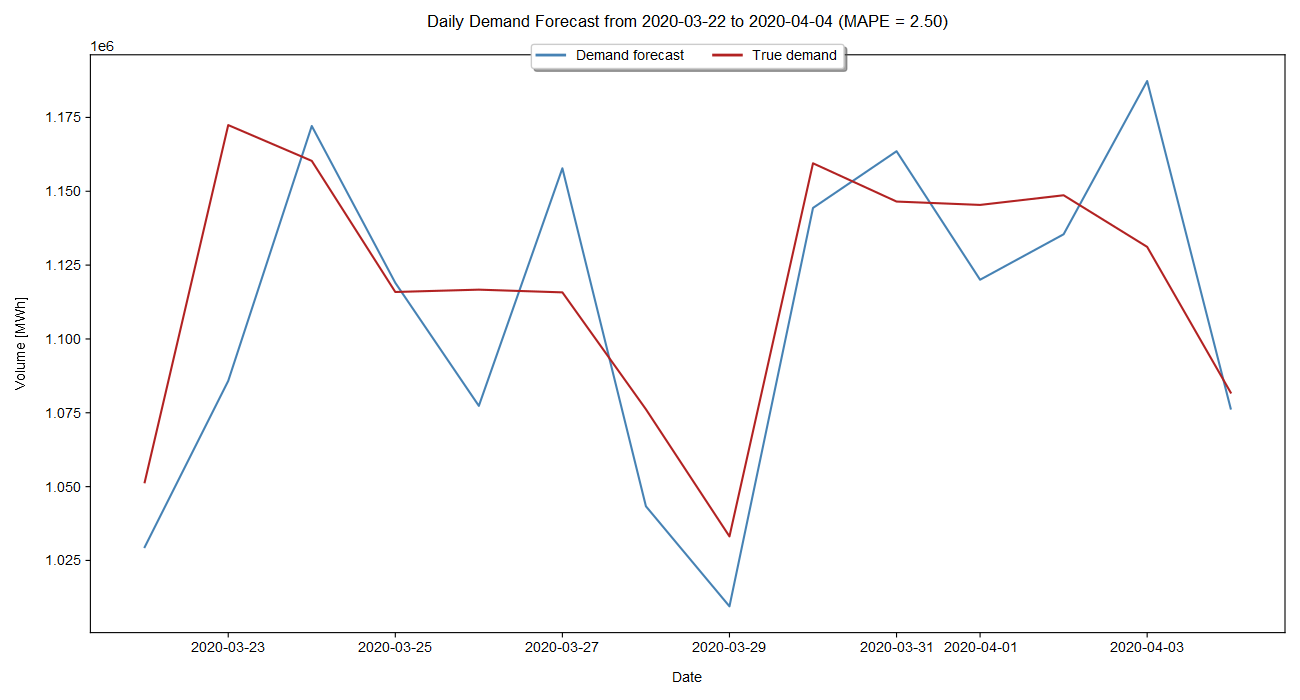 Daily Demand Forecast from 2020-03-22 to 2020-04-04 (MAPE = 2.50)
1e6
Demand forecast True demand
1.175
1.150
1.125
1.100
1.075
1.050
1.025
Volume [MWh]
2020-03-23 2020-03-25 2020-03-27 2020-03-29 2020-03-31 2020-04-01 2020-04-03
Date